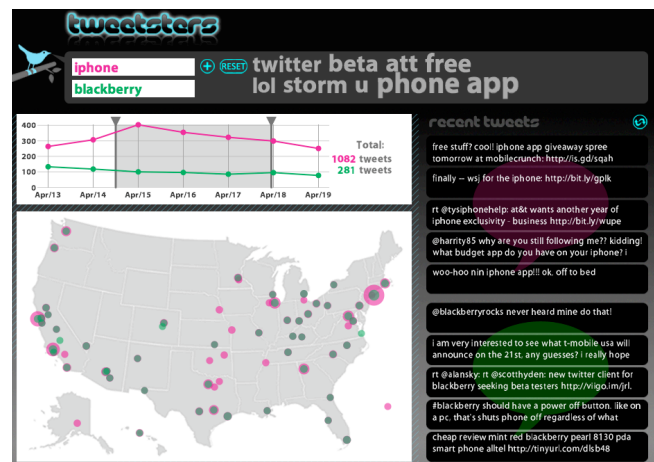 tweetsters
iphone
RESET
blackberry
twitter beta att free
lol storm u phone app
400
300
200
100
0
Apr/13 Apr/14 Apr/15 Apr/16 Apr/17 Apr/18 Apr/19
Total:
1082 tweets
281 tweets
recent tweets
free stuff? cool! iphone app giveaway spree
tomorrow at mobilecrunch: http://is.gd/sqah
finally — wsj for the iphone: http://bit.ly/gplk
rt @tysiphonehelp: at&t wants another year of
iphone exclusivity - business http://bit.ly/wupe
@harrity85 why are you still following me?? kidding!
what budget app do you have on your iphone? i
woo-hoo nin iphone app!!! ok. off to bed
@blackberryrocks never heard mine do that!
i am very interested to see what t-mobile usa will
announce on the 21st. any guesses? i really hope
rt @alansky: rt @scotthyden: new twitter client for
blackberry seeking beta testers http://viigo.im/jrl.
#blackberry should have a power off button. like on
a pc. that's shuts phone off regardless of what
cheap review mint red blackberry pearl 8130 pda
smart phone alltel http://tinyurl.com/dlsb48